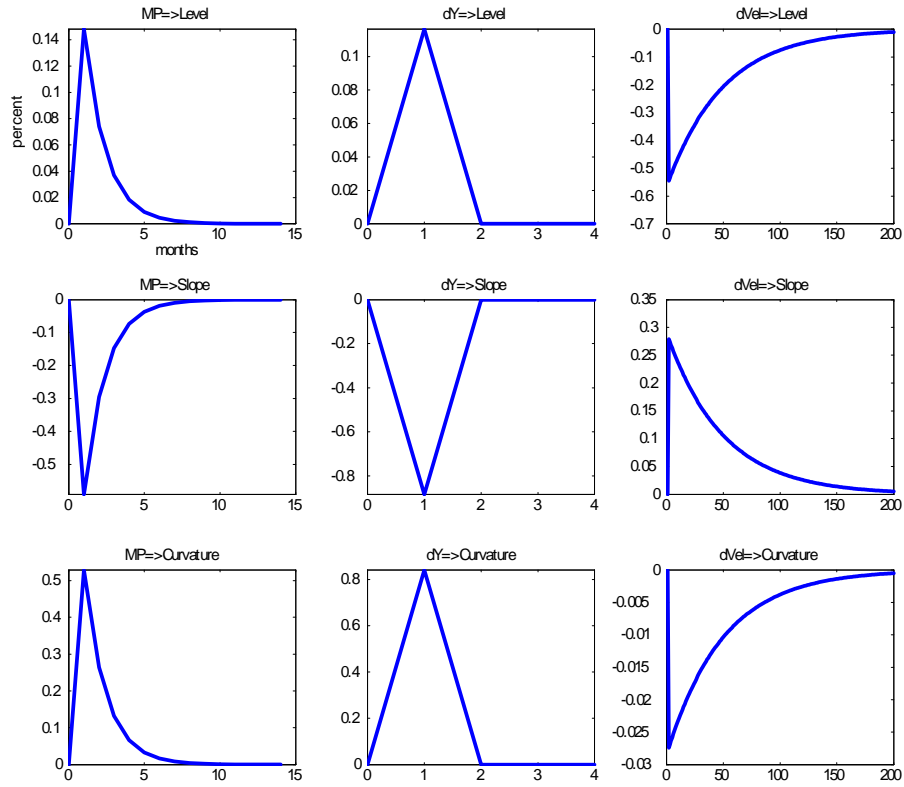 MP=>Level
percent
0.14
0.12
0.1
0.08
0.06
0.04
0.02
0
0 5 10 15
months
dY=>Level
0.1
0.08
0.06
0.04
0.02
0
0 1 2 3 4
dVel=>Level
0
-0.1
-0.2
-0.3
-0.4
-0.5
-0.6
-0.7
0 50 100 150 200
MP=>Slope
0
-0.1
-0.2
-0.3
-0.4
-0.5
0 5 10 15
dY=>Slope
0
-0.2
-0.4
-0.6
-0.8
0 1 2 3 4
dVel=>Slope
0.35
0.3
0.25
0.2
0.15
0.1
0.05
0
0 50 100 150 200
MP=>Curvature
0.5
0.4
0.3
0.2
0.1
0
0 5 10 15
dY=>Curvature
0.8
0.6
0.4
0.2
0
0 1 2 3 4
dVel=>Curvature
0
-0.005
-0.01
-0.015
-0.02
-0.025
-0.03
0 50 100 150 200